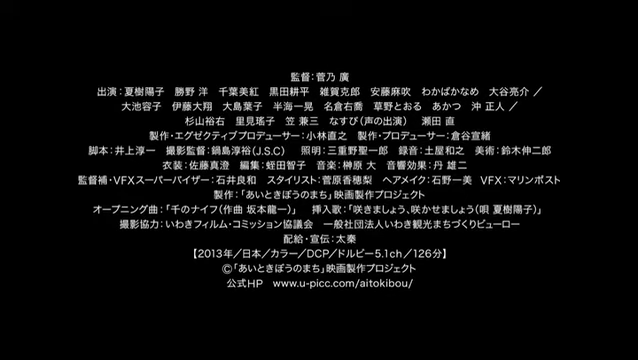 監督：菅乃 廣
出演：夏樹陽子　勝野 洋　千葉美紅　黒田耕平　雑賀克郎　安藤麻吹　わかばかなめ　大谷亮介 ／
大池容子　伊藤大翔　大島葉子　半海一晃　名倉右喬　草野とおる　あかつ　沖 正人 ／
杉山裕右　里見瑤子　笠 兼三　なすび（声の出演）　瀬田 直
製作・エグゼクティブプロデューサー：小林直之　製作・プロデューサー：倉谷宣緒
脚本：井上淳一　撮影監督：鍋島淳裕（J.S.C）　照明：三重野聖一郎　録音：土屋和之　美術：鈴木伸二郎
衣装：佐藤真澄　編集：蛭田智子　音楽：榊原 大　音響効果：丹 雄二
監督補・VFXスーパーバイザー：石井良和　スタイリスト：菅原香穂梨　ヘアメイク：石野一美　VFX：マリンポスト
製作：「あいときぼうのまち」映画製作プロジェクト
オープニング曲：「千のナイフ（作曲 坂本龍一）」　挿入歌：「咲きましょう、咲かせましょう（唄 夏樹陽子）」
撮影協力：いわきフィルム・コミッション協議会　一般社団法人いわき観光まちづくりビューロー
配給・宣伝：太秦
【2013年／日本／カラー／DCP／ドルビー5.1ch／126分】
©「あいときぼうのまち」映画製作プロジェクト
公式HP　www.u-picc.com/aitokibou/